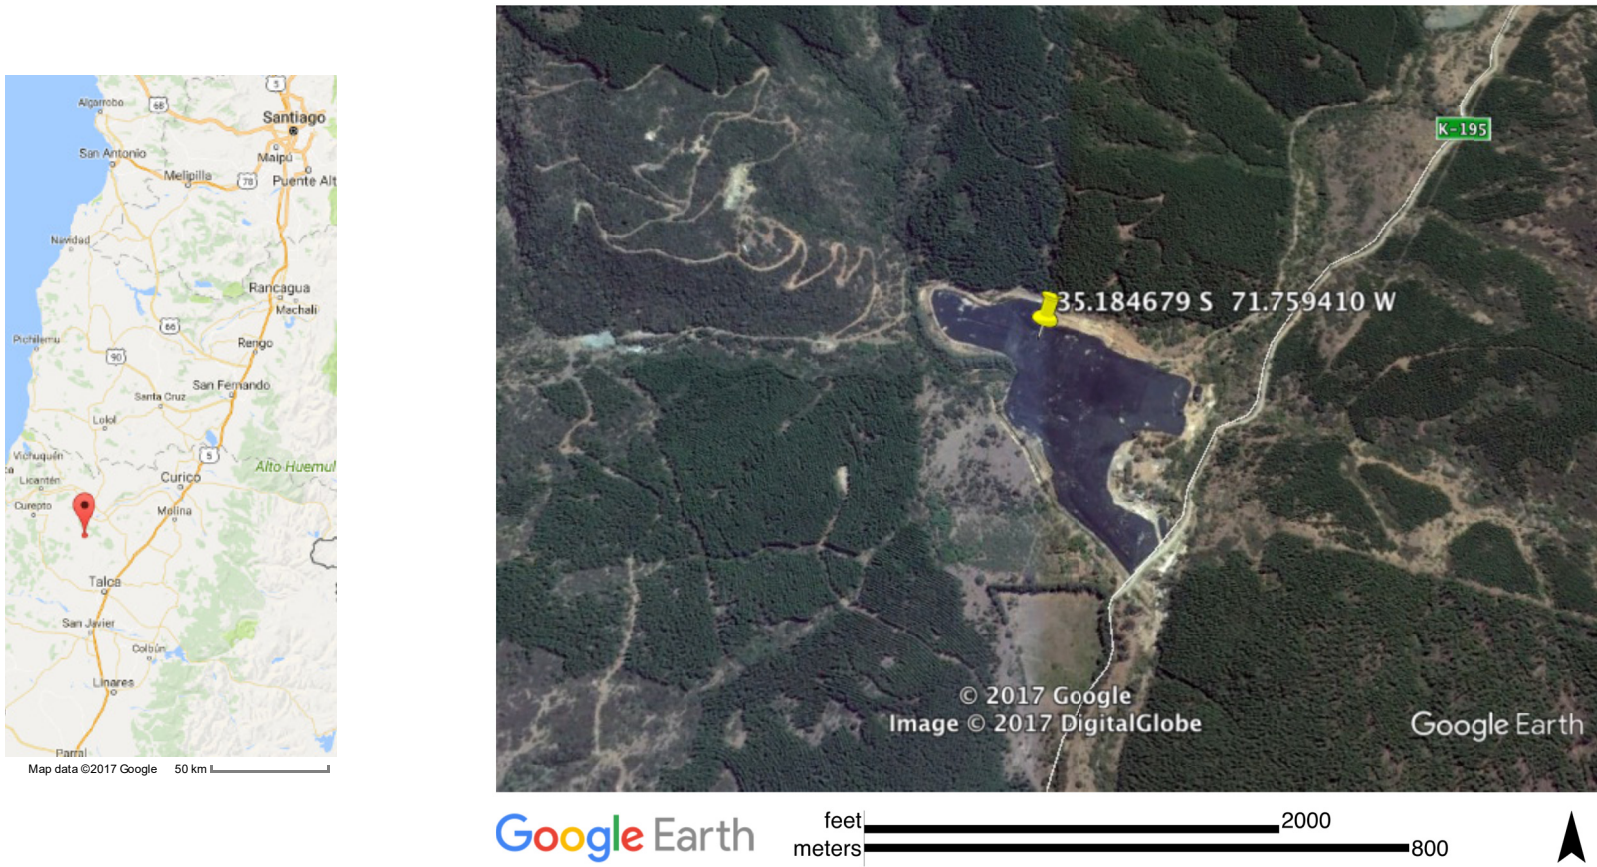 5
Algarrobo
68
Santiago
San Antonio
Maipú
Melipilla
78
Puente Alt
Navidad
Rancagua
Machali
66
Pichilemu
Rengo
90
San Fernando
Santa Cruz
Lolol
Vichuquén
5
ca
Alto Huemul
Licantén
Curicó
Curepto
Molina
Talca
San Javier
Colbún
Linares
Parral
Map data ©2017 Google 50 km
K-195
35.184679 S 71.759410 W
© 2017 Google
Image © 2017 DigitalGlobe
Google Earth
Google Earth
feet 2000
meters 800